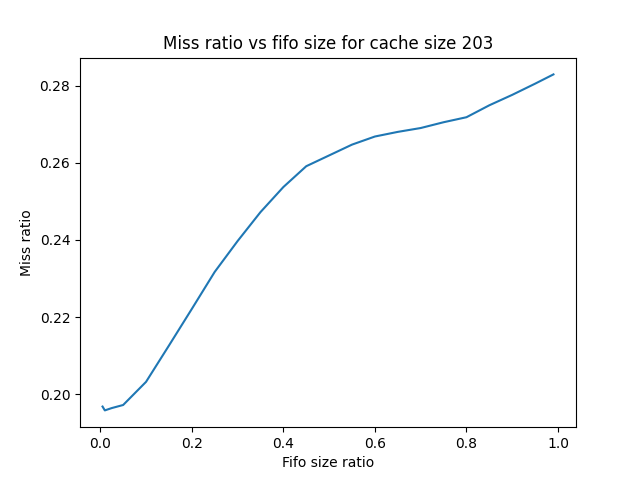 Miss ratio vs fifo size for cache size 203
0.28
0.26
0.24
0.22
0.20
Miss ratio
0.0 0.2 0.4 0.6 0.8 1.0
Fifo size ratio